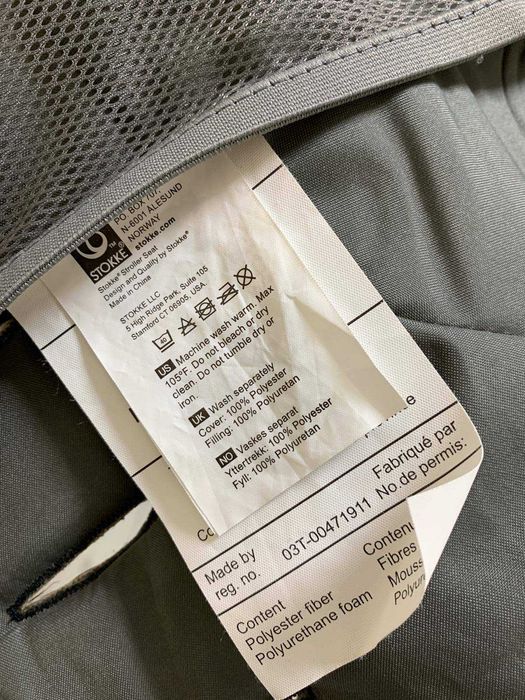 PO BOX 707,
N-6001 ALESUND
NORWAY
stokke.com
STOKKE®
Stokke® Stroller Seat
Design and Quality by Stokke®
Made in China
STOKKE LLC
5 High Ridge Park, Suite 105
Stamford CT 06905, USA.
40
US Machine wash warm. Max
105°F. Do not bleach or dry
clean. Do not tumble dry or
iron.
UK Wash separately
Cover: 100% Polyester
Filling: 100% Polyuretan
NO Vaskes separat
Yttertrekk: 100% Polyester
Fyll: 100% Polyuretan
Made by
reg. no.
03T-00471911
Fabriqué par
No.de permis:
Content
Polyester fiber
Polyurethane foam
Contenu
Fibres